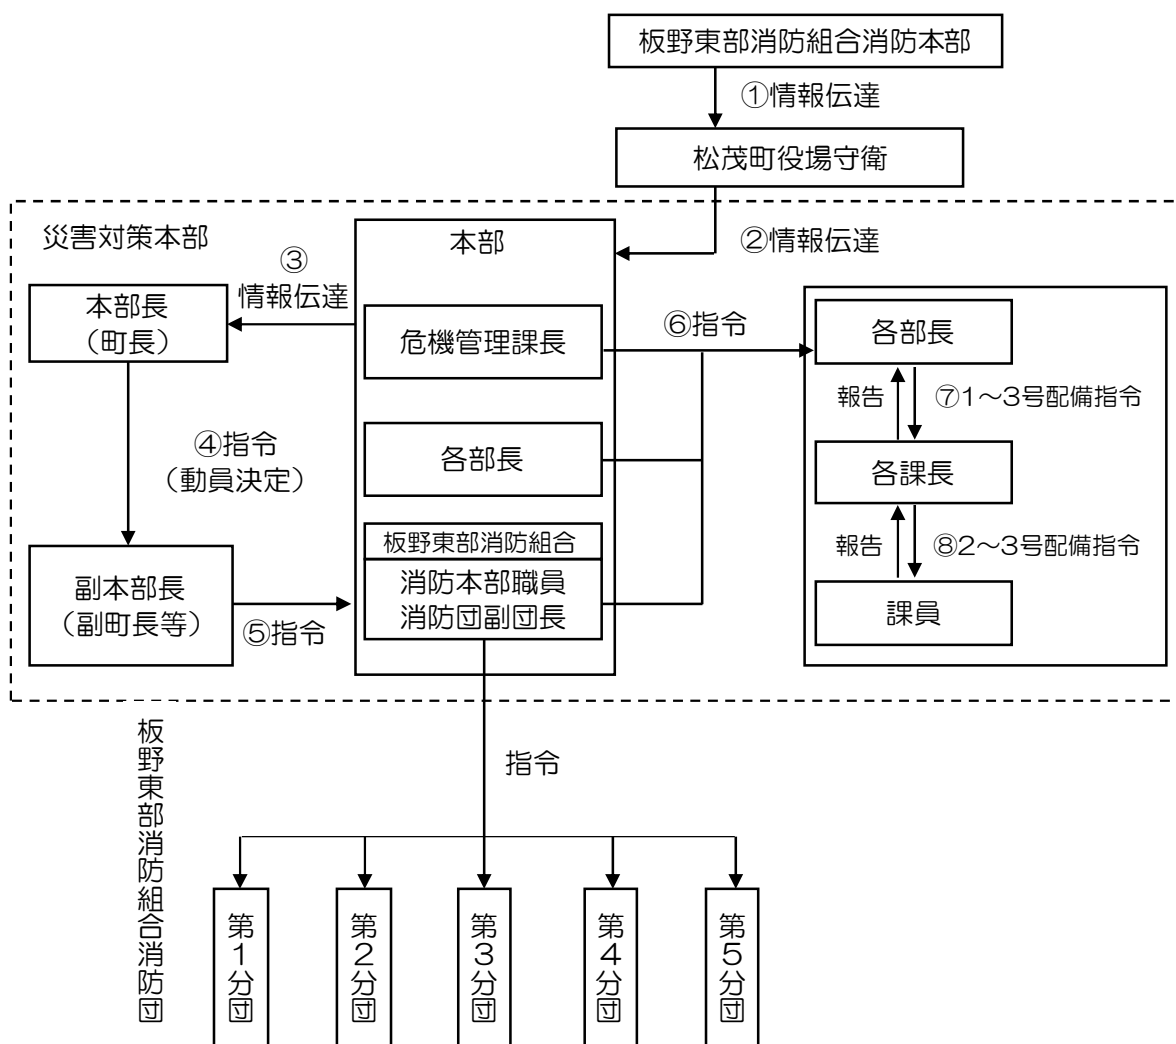 板野東部消防組合消防本部
①情報伝達
松茂町役場守衛
災害対策本部
本部
②情報伝達
③
情報伝達
本部長
（町長）
危機管理課長
⑥指令
各部長
報告
⑦1～3号配備指令
④指令
（動員決定）
各部長
各課長
板野東部消防組合
消防本部職員
消防団副団長
報告
⑧2～3号配備指令
副本部長
（副町長等）
⑤指令
課員
板野東部消防組合消防団
指令
第1分団
第2分団
第3分団
第4分団
第5分団